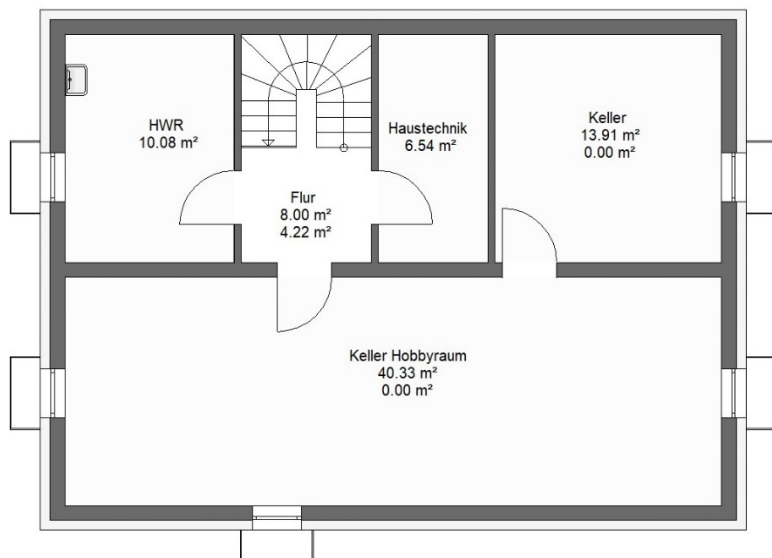 HWR
10.08 m²
Haustechnik
6.54 m²
Keller
13.91 m²
0.00 m²
Flur
8.00 m²
4.22 m²
Keller Hobbyraum
40.33 m²
0.00 m²